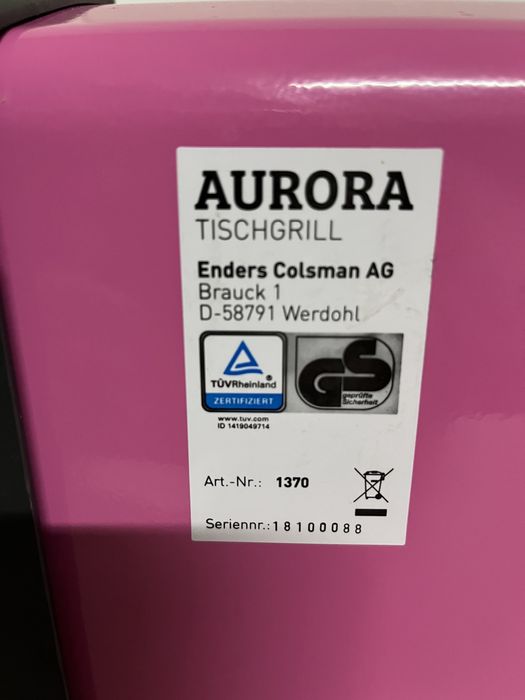 AURORA
TISCHGRILL
Enders Colsman AG
Brauck 1
D-58791 Werdohl
TÜVRheinland®
ZERTIFIZIERT
GS
geprüfte
Sicherheit
www.tuv.com
ID 1419049714
Art.-Nr.: 1370
Seriennr.: 18100088